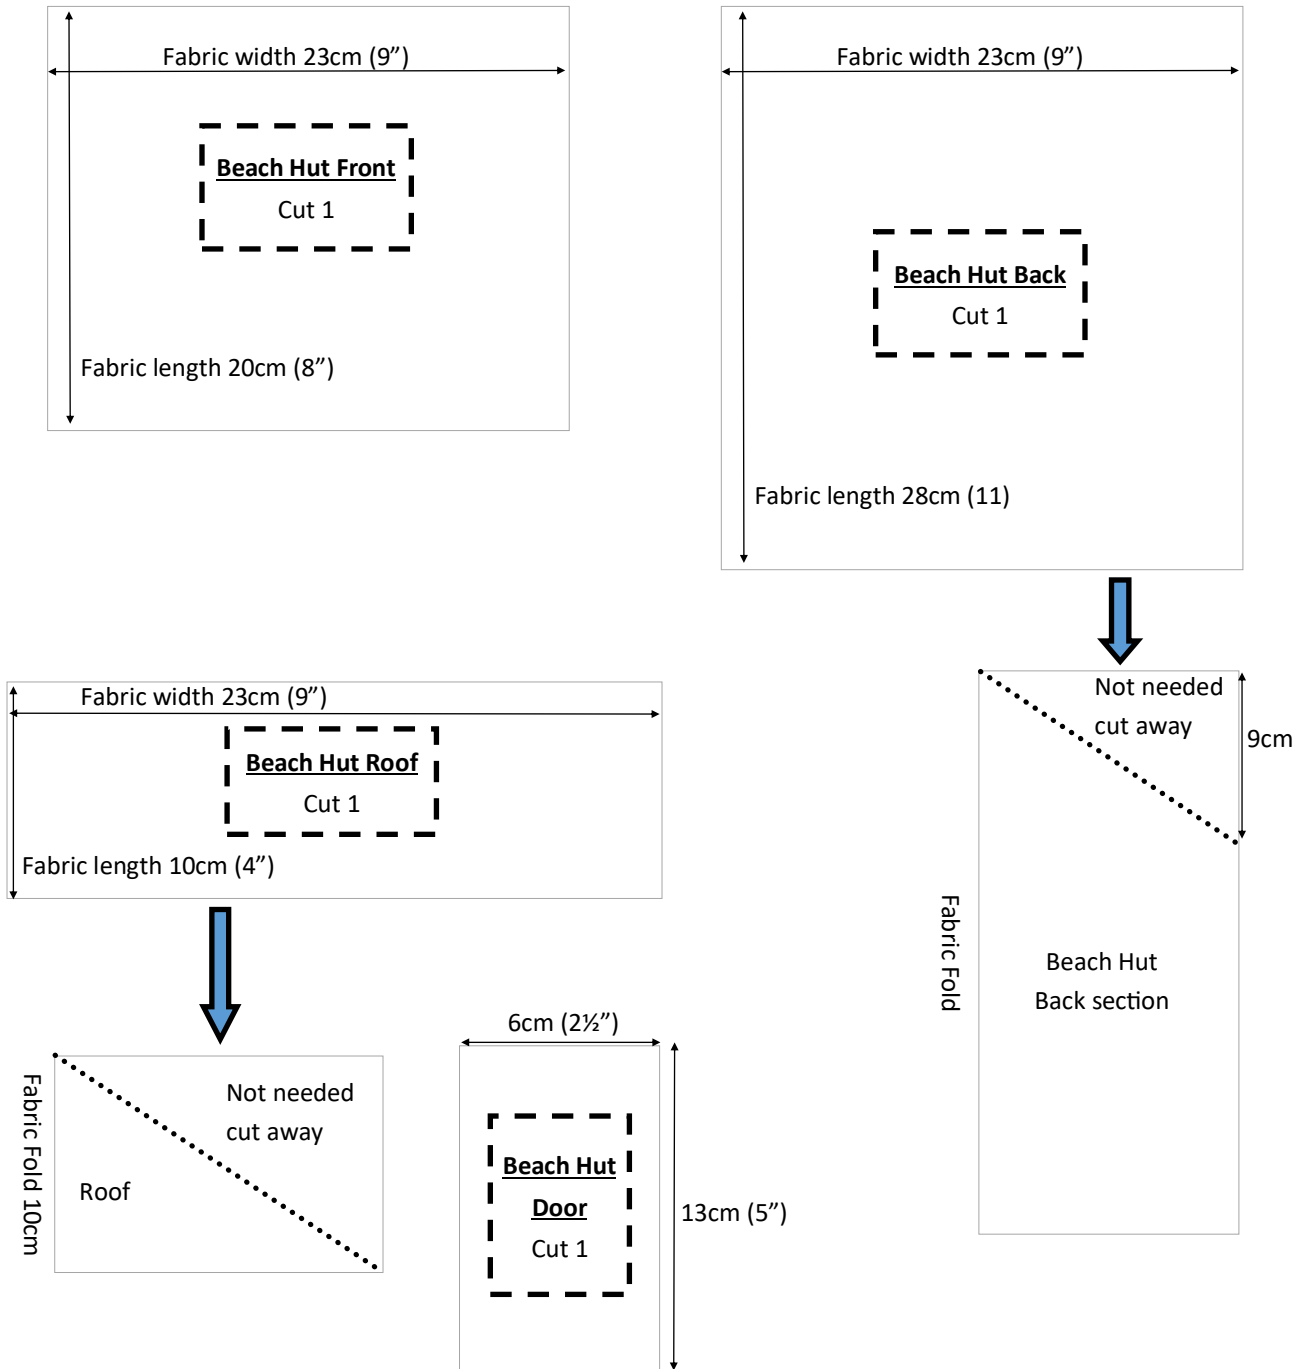 Fabric width 23cm (9”)
Beach Hut Front
Cut 1
Fabric length 20cm (8”)
Fabric width 23cm (9”)
Beach Hut Back
Cut 1
Fabric length 28cm (11)
Fabric width 23cm (9”)
Beach Hut Roof
Cut 1
Fabric length 10cm (4”)
Not needed
cut away
9cm
Fabric Fold
Beach Hut
Back section
Fabric Fold 10cm
Not needed
cut away
Roof
6cm (2½”)
Beach Hut
Door
Cut 1
13cm (5”)